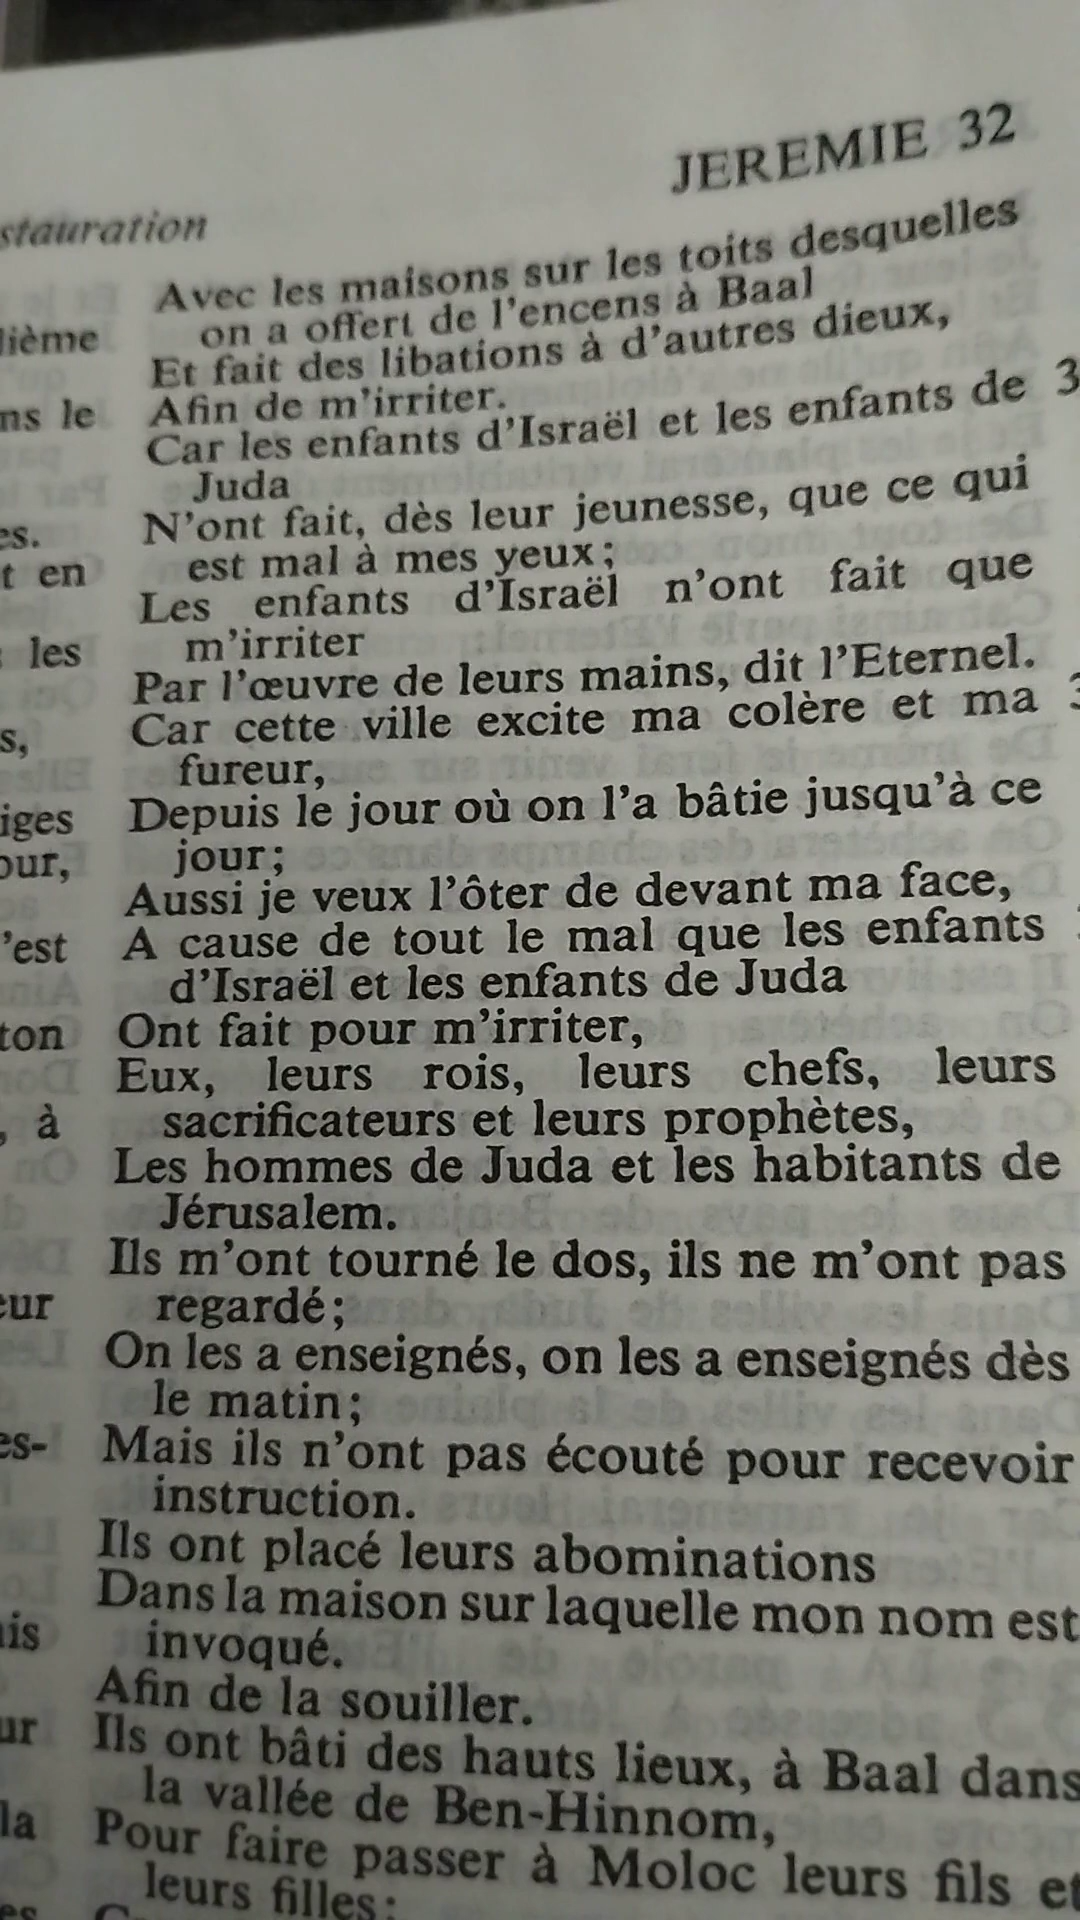 JEREMIE 32
Avec les maisons sur les toits desquelles
on a offert de l'encens à Baal
Et fait des libations à d'autres dieux,
Afin de m'irriter.
Car les enfants d'Israël et les enfants de
Juda
N'ont fait, dès leur jeunesse, que ce qui
est mal à mes yeux;
Les enfants d'Israël n'ont fait que
m'irriter
Par l'œuvre de leurs mains, dit l'Eternel.
Car cette ville excite ma colère et ma
fureur,
Depuis le jour où on l'a bâtie jusqu'à ce
jour;
Aussi je veux l'ôter de devant ma face,
A cause de tout le mal que les enfants
d'Israël et les enfants de Juda
Ont fait pour m'irriter,
Eux, leurs rois, leurs chefs, leurs
sacrificateurs et leurs prophètes,
Les hommes de Juda et les habitants de
Jérusalem.
Ils m'ont tourné le dos, ils ne m'ont pas
regardé;
On les a enseignés, on les a enseignés dès
le matin;
Mais ils n'ont pas écouté pour recevoir
instruction.
Ils ont placé leurs abominations
Dans la maison sur laquelle mon nom est
invoqué.
Afin de la souiller.
Ils ont bâti des hauts lieux, à Baal dans
la vallée de Ben-Hinnom,
Pour faire passer à Moloc leurs fils et
leurs filles: